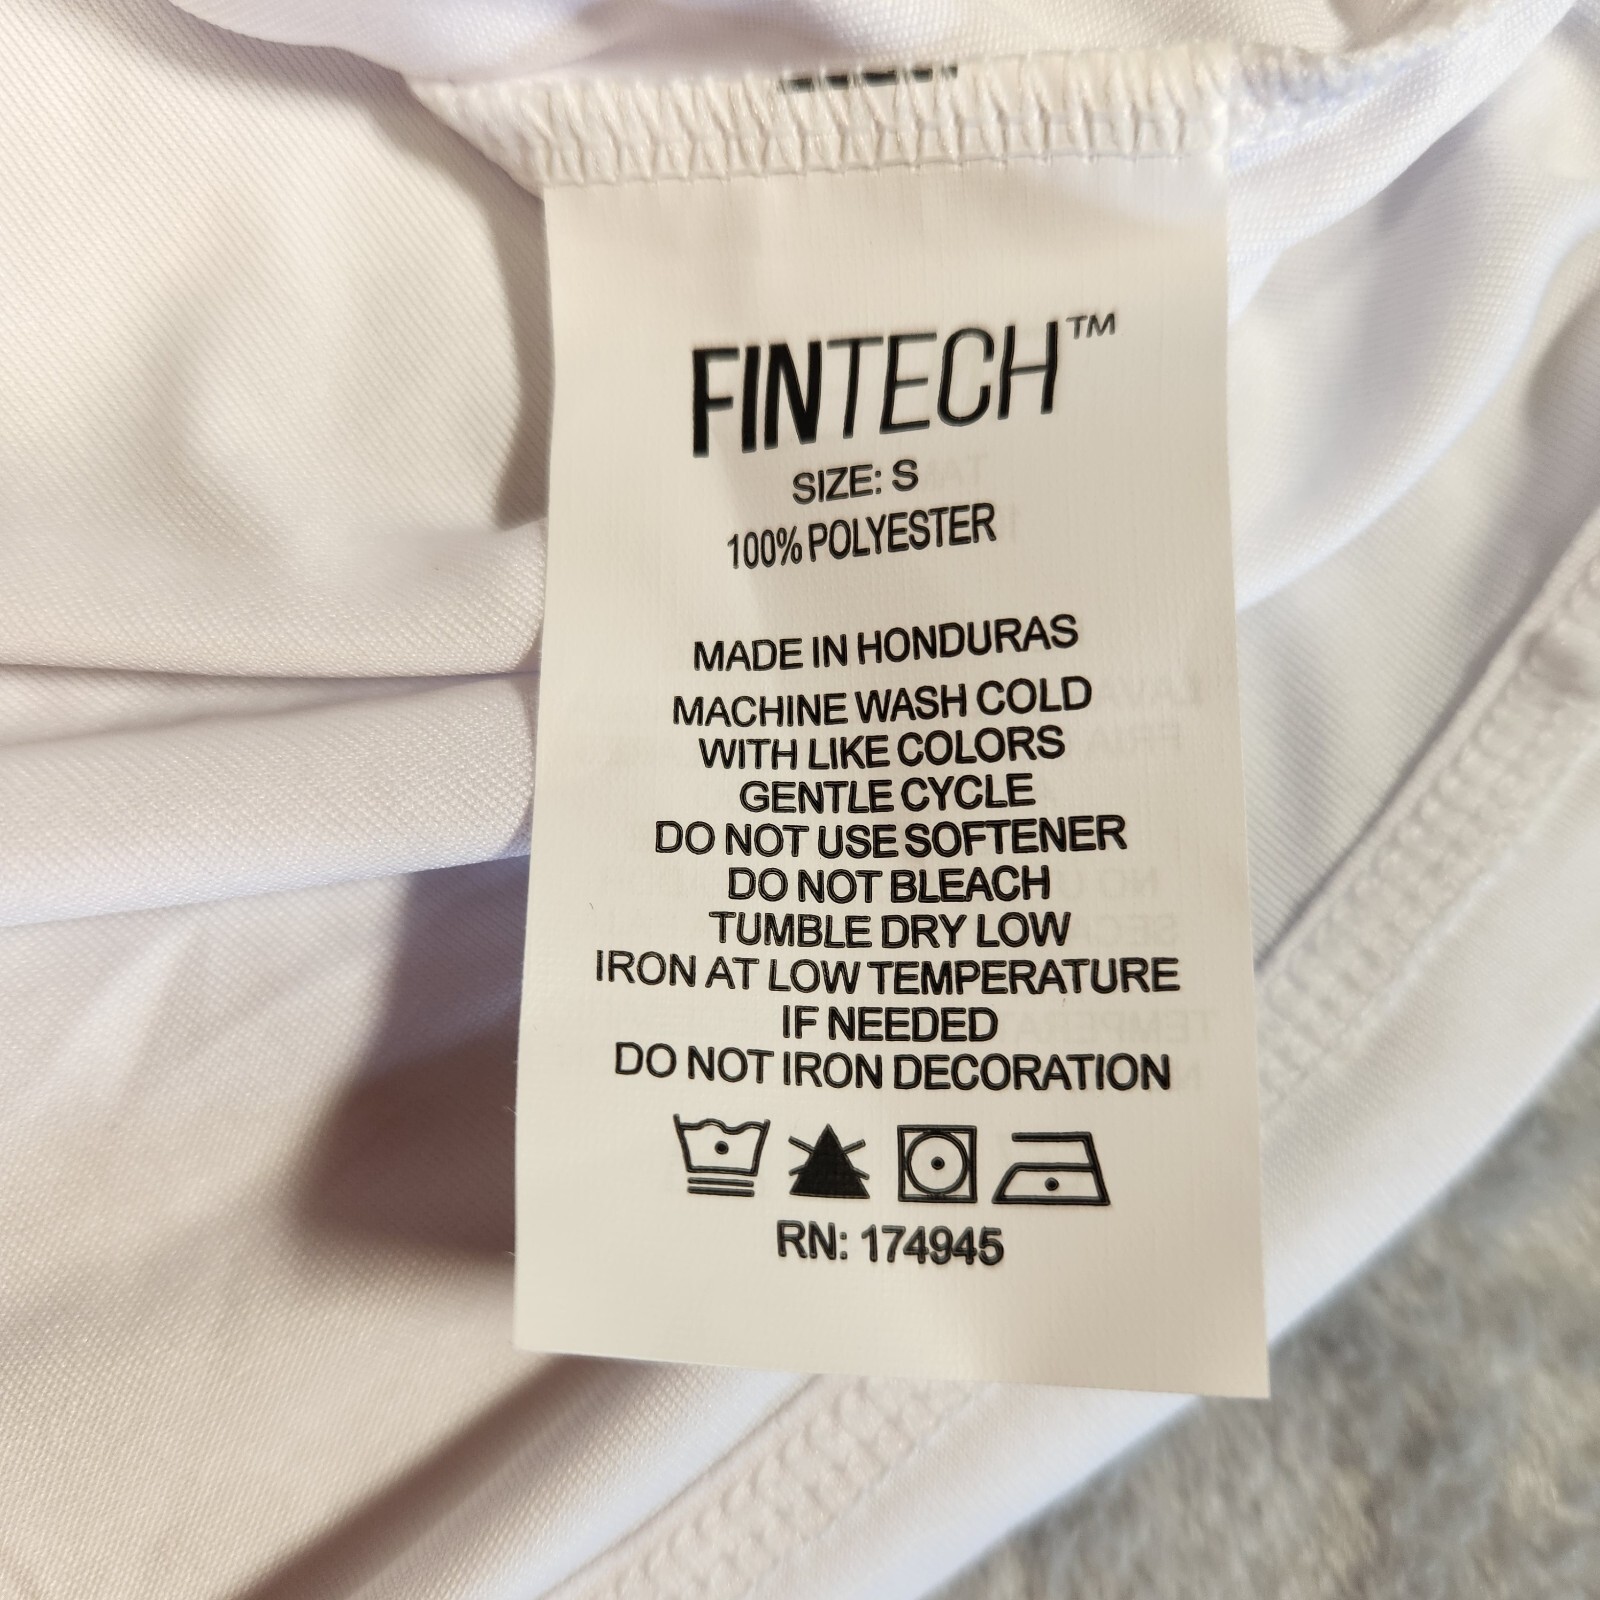 FINTECH™
SIZE: S
100% POLYESTER
MADE IN HONDURAS
MACHINE WASH COLD
WITH LIKE COLORS
GENTLE CYCLE
DO NOT USE SOFTENER
DO NOT BLEACH
TUMBLE DRY LOW
IRON AT LOW TEMPERATURE
IF NEEDED
DO NOT IRON DECORATION
RN: 174945